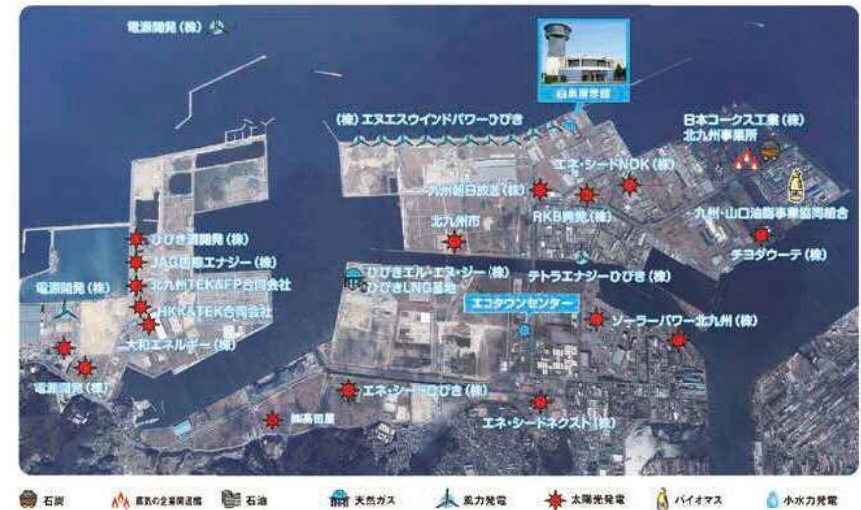 電源開発(株)
(株)エヌエスウインドパワーひびき
日本コークス工業(株)
北九州事業所
エネ・シードNOK(株)
九州朝日放送(株)
RKB興発(株)
九州・山口油脂事業協同組合
北九州市
チヨダウーテ(株)
ひびき灘開発(株)
JAG国際エナジー(株)
ひびきエル・エヌ・ジー(株)
ひびきLNG基地
テトラエナジーひびき(株)
電源開発(株)
北九州TEK&FP合同会社
エコタウンセンター
HKK&TEK合同会社
ソーラーパワー北九州(株)
大和エネルギー(株)
電源開発(株)
エネ・シードひびき(株)
㈱高田屋
エネ・シードネクスト(株)
石炭
石油
天然ガス
風力発電
太陽光発電
バイオマス
小水力発電